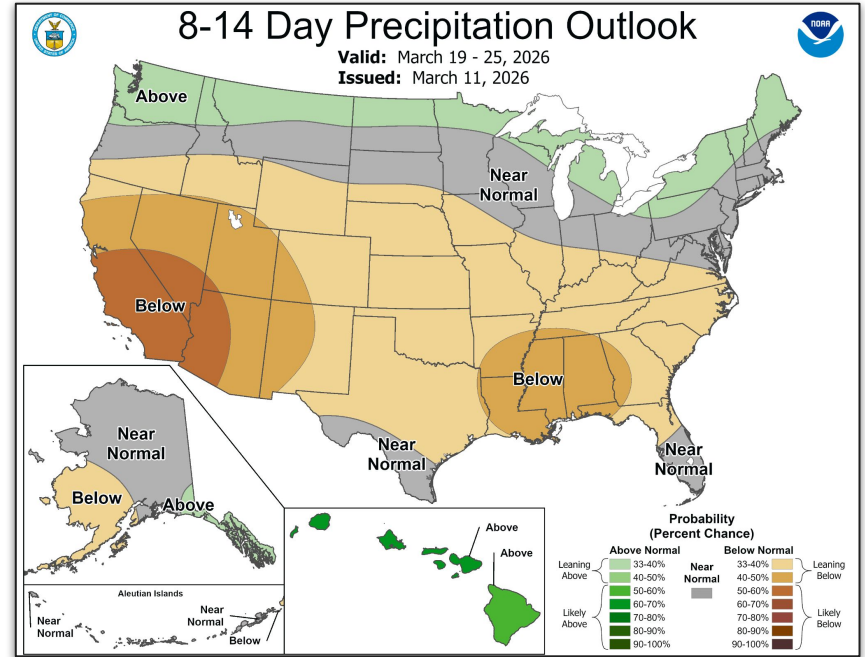 8-14 Day Precipitation Outlook
Valid: March 19 - 25, 2026
Issued: March 11, 2026
NOAA
Above
Near
Normal
Below
Below
Near
Normal
Near
Normal
Near
Normal
Below
Above
Aleutian Islands
Near
Normal
Near
Normal
Below
Above
Above
Probability
(Percent Chance)
Above Normal
Below Normal
Leaning
Above
33-40%
40-50%
Likely
Above
50-60%
60-70%
70-80%
80-90%
90-100%
Near
Normal
33-40%
40-50%
Leaning
Below
50-60%
60-70%
70-80%
80-90%
90-100%
Likely
Below